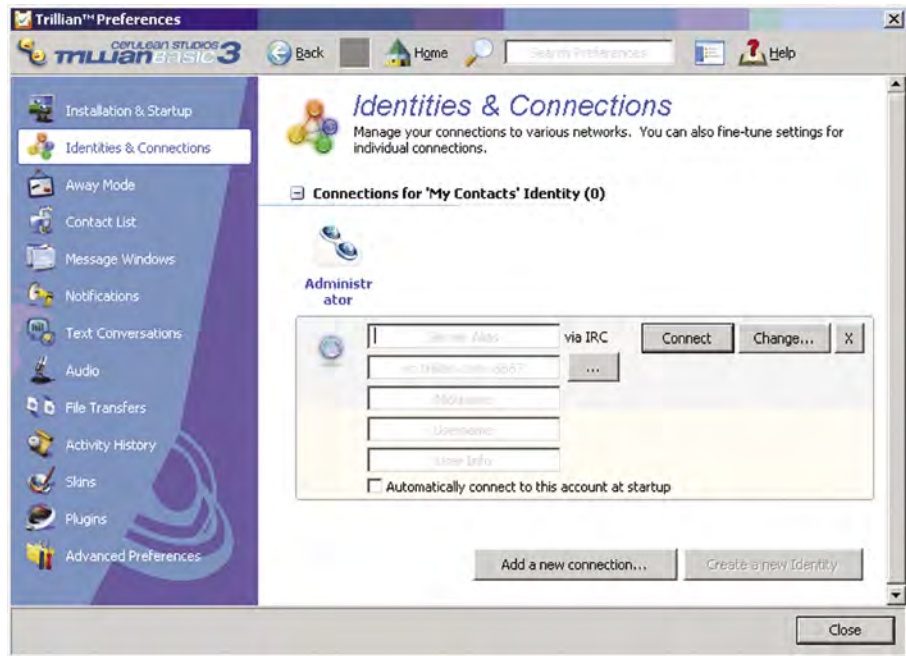 Trillian™ Preferences
cerulean studios
Trillian Basic 3
Back
Home
Search Preferences
Help
Installation & Startup
Identities & Connections
Away Mode
Contact List
Message Windows
Notifications
Text Conversations
Audio
File Transfers
Activity History
Skins
Plugins
Advanced Preferences
Identities & Connections
Manage your connections to various networks. You can also fine-tune settings for
individual connections.
Connections for 'My Contacts' Identity (0)
Administr
ator
Server Alias
via IRC
Connect
Change...
X
...
Nickname
Username
User Info
Automatically connect to this account at startup
Add a new connection...
Create a new Identity
Close